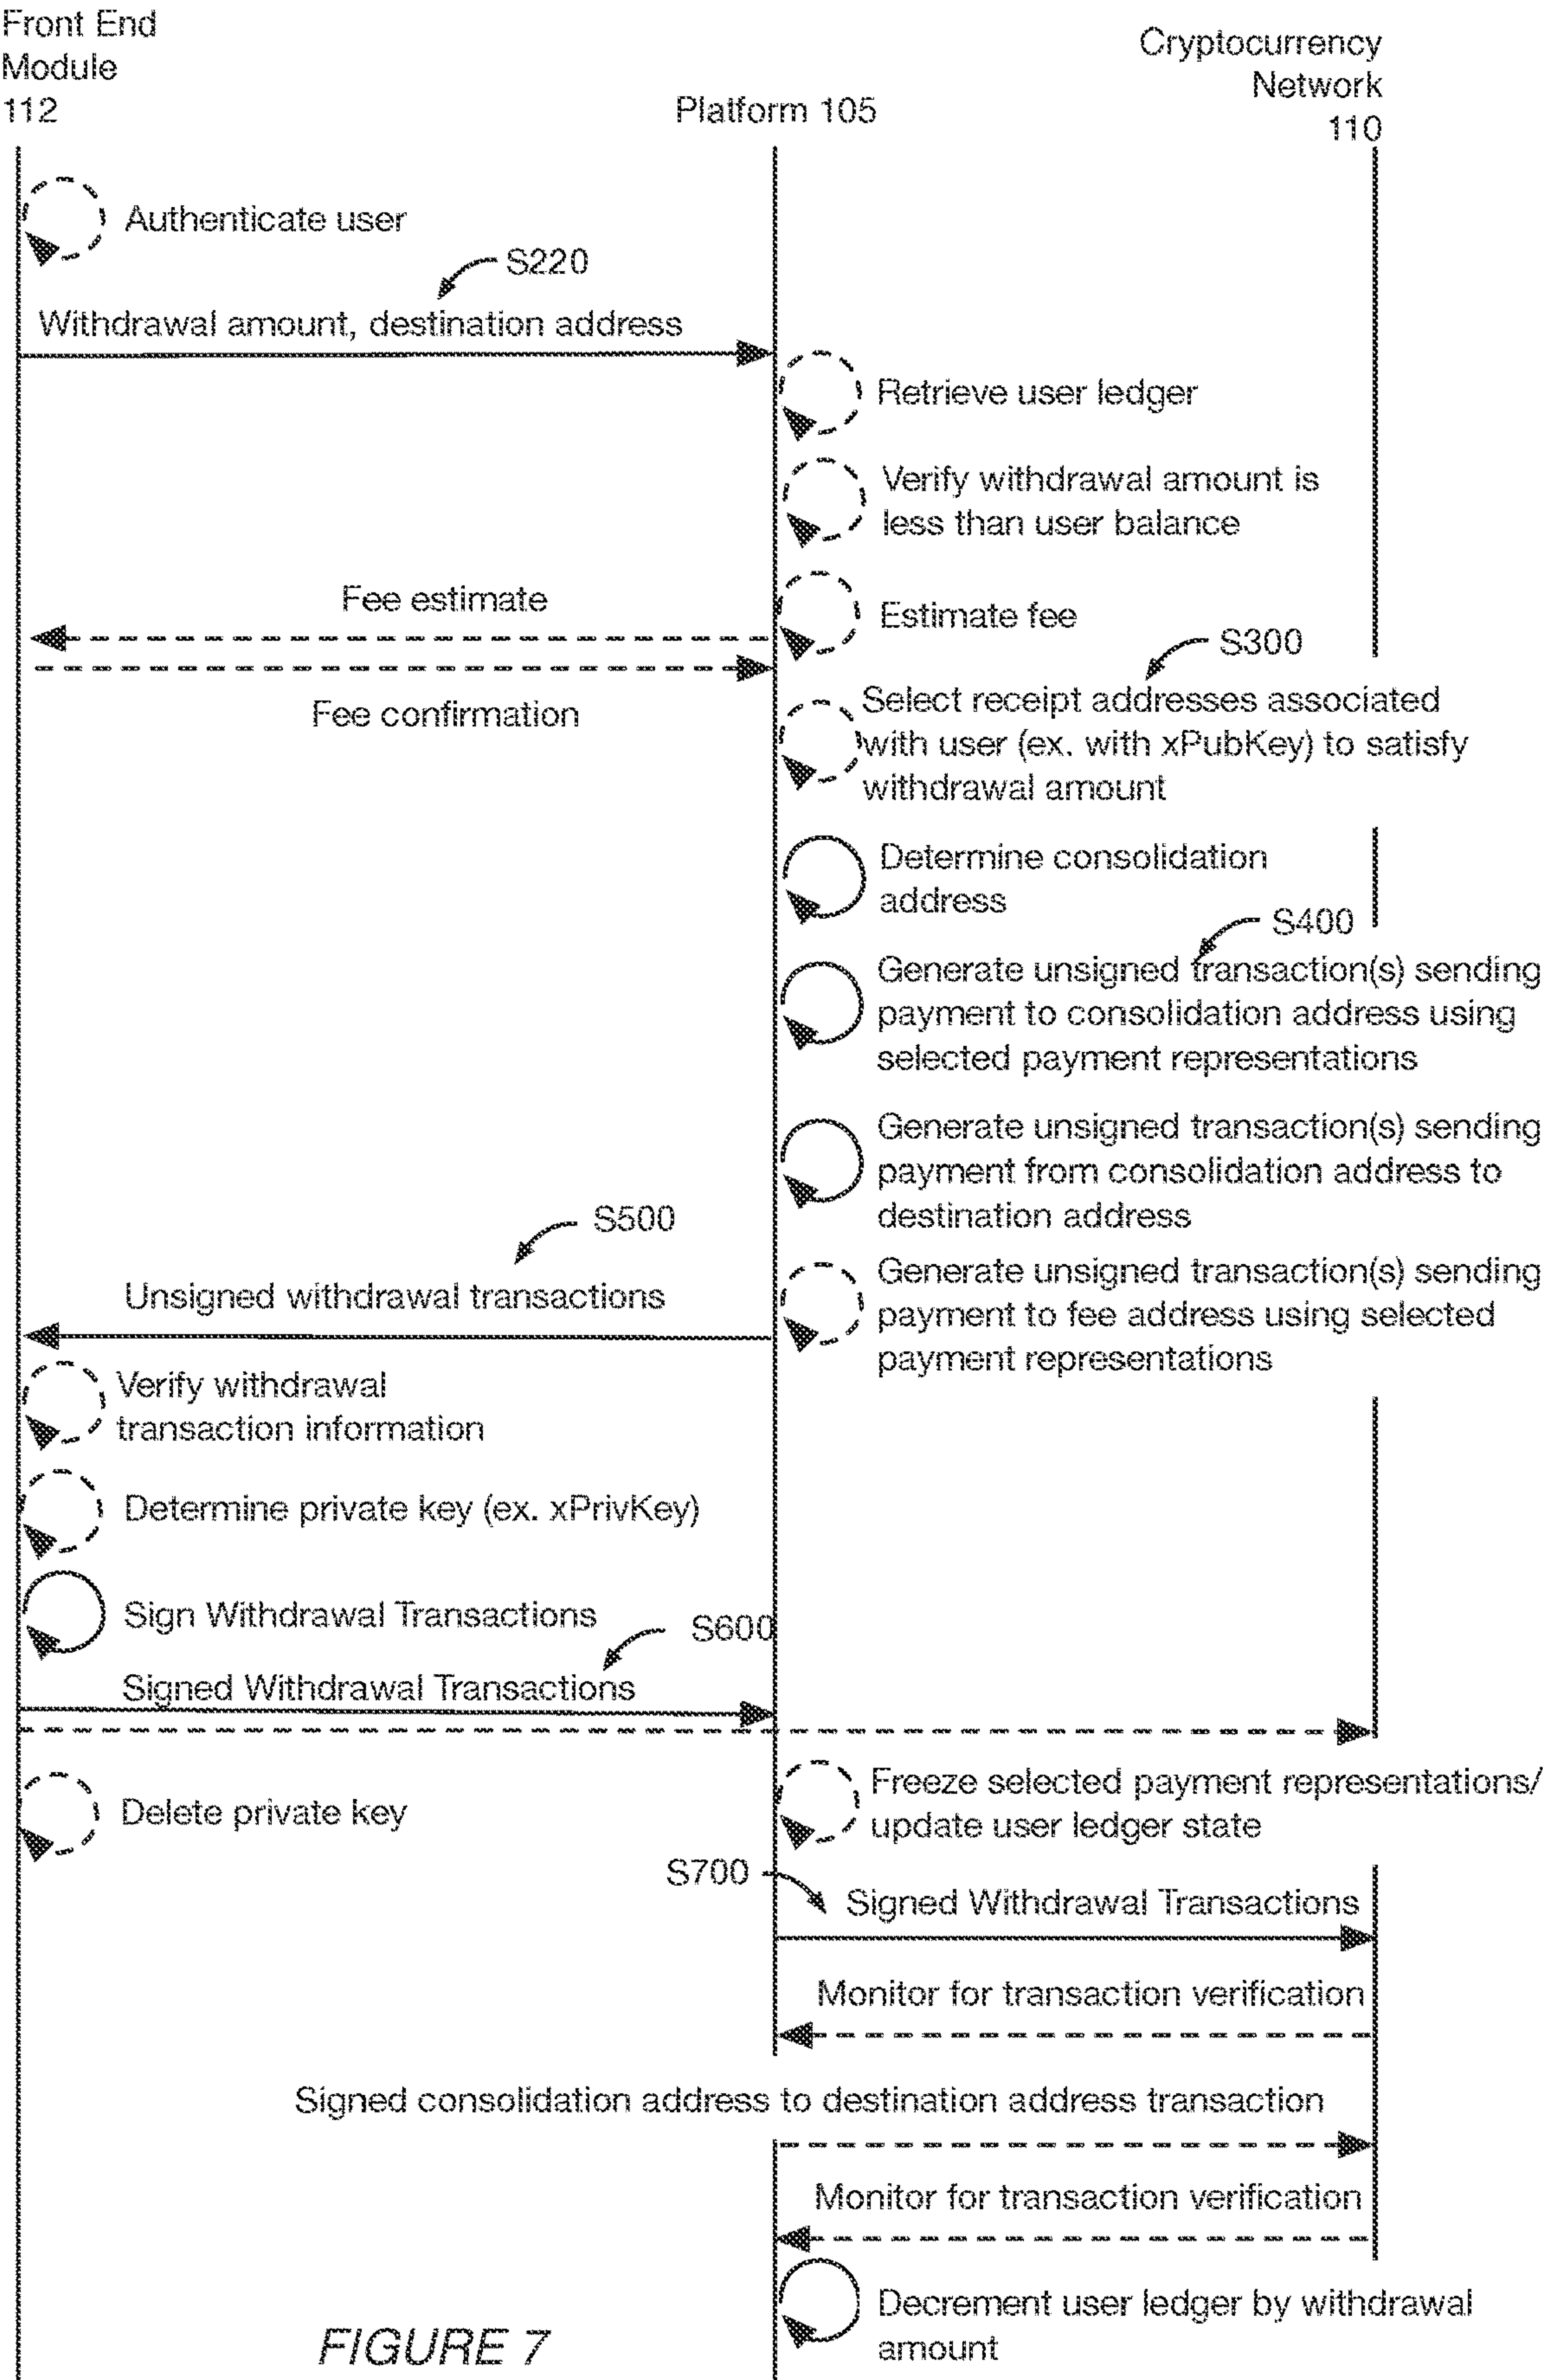 Front End
Module
112
Platform 105
Cryptocurrency
Network
110
Authenticate user
S220
Withdrawal amount, destination address
Retrieve user ledger
Verify withdrawal amount is
less than user balance
Fee estimate
Estimate fee
S300
Fee confirmation
Select receipt addresses associated
with user (ex. with xPubKey) to satisfy
withdrawal amount
Determine consolidation
address
S400
Generate unsigned transaction(s) sending
payment to consolidation address using
selected payment representations
Generate unsigned transaction(s) sending
payment from consolidation address to
destination address
S500
Unsigned withdrawal transactions
Generate unsigned transaction(s) sending
payment to fee address using selected
payment representations
Verify withdrawal
transaction information
Determine private key (ex. xPrivKey)
Sign Withdrawal Transactions
S600
Signed Withdrawal Transactions
Freeze selected payment representations/
update user ledger state
Delete private key
S700
Signed Withdrawal Transactions
Monitor for transaction verification
Signed consolidation address to destination address transaction
Monitor for transaction verification
Decrement user ledger by withdrawal
amount
FIGURE 7